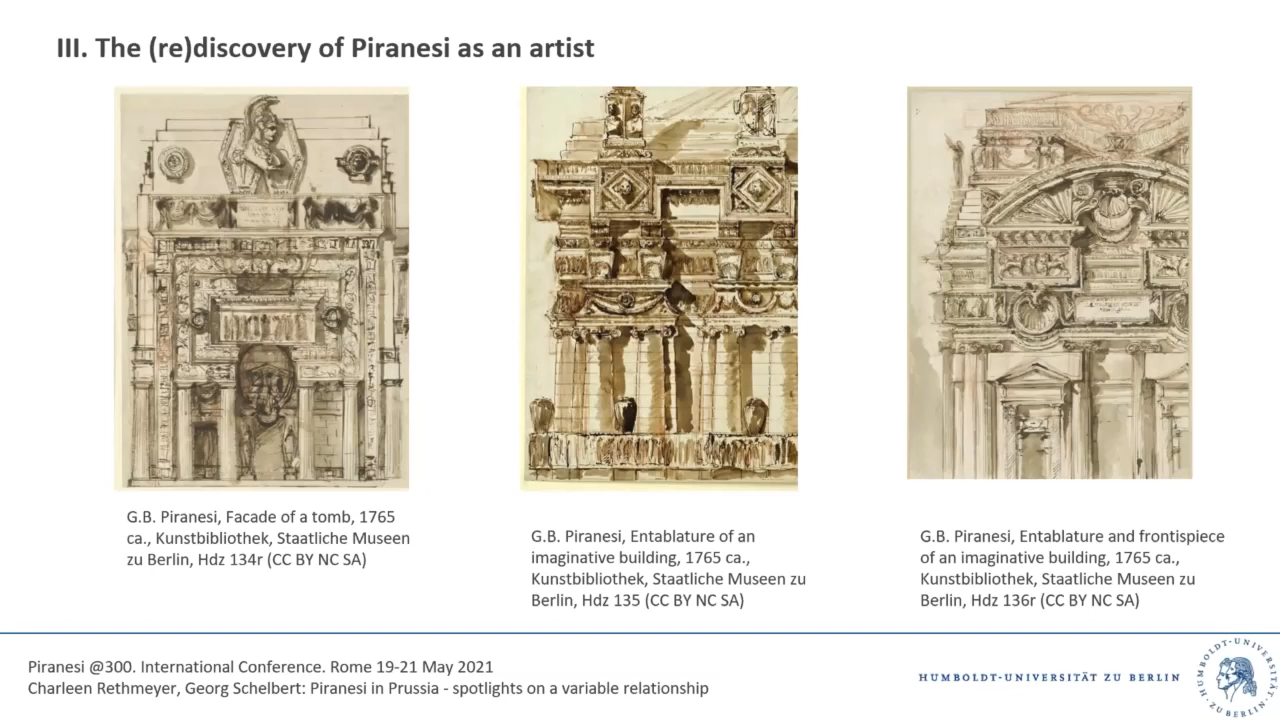 III. The (re)discovery of Piranesi as an artist
G.B. Piranesi, Facade of a tomb, 1765
ca., Kunstbibliothek, Staatliche Museen
zu Berlin, Hdz 134r (CC BY NC SA)
G.B. Piranesi, Entablature of an
imaginative building, 1765 ca.,
Kunstbibliothek, Staatliche Museen zu
Berlin, Hdz 135 (CC BY NC SA)
G.B. Piranesi, Entablature and frontispiece
of an imaginative building, 1765 ca.,
Kunstbibliothek, Staatliche Museen zu
Berlin, Hdz 136r (CC BY NC SA)
Piranesi @300. International Conference. Rome 19-21 May 2021
Charleen Rethmeyer, Georg Schelbert: Piranesi in Prussia - spotlights on a variable relationship
HUMBOLDT-UNIVERSITÄT ZU BERLIN
HUMBOLDT-UNIVERSITÄT ZU BERLIN